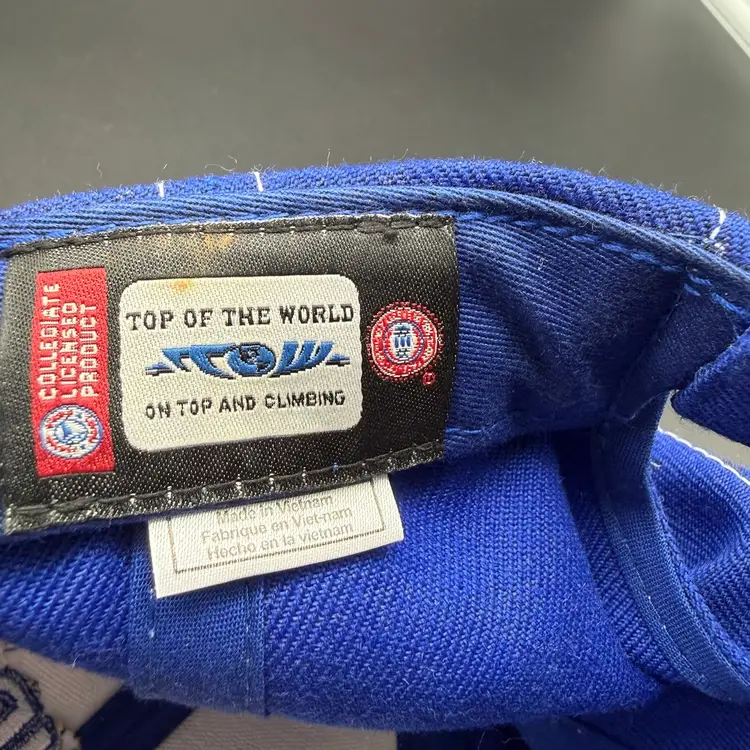 COLLEGIATE
LICENSED
PRODUCT
TOP OF THE WORLD
TOW
ON TOP AND CLIMBING
®
Made in Vietnam
Fabrique en Viet-nam
Hecho en la vietnam